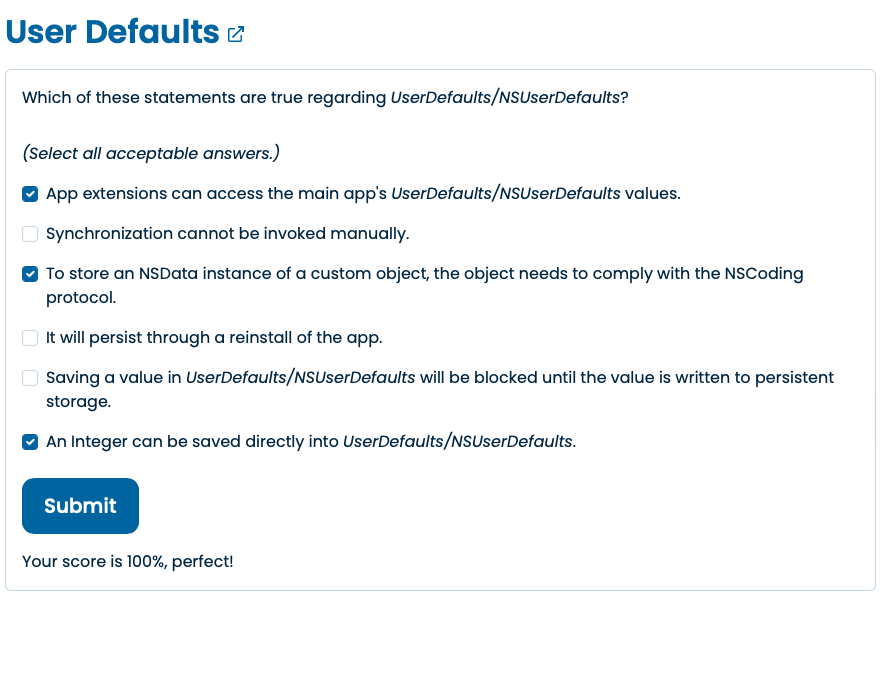 User Defaults
Which of these statements are true regarding UserDefaults/NSUserDefaults?
(Select all acceptable answers.)
App extensions can access the main app's UserDefaults/NSUserDefaults values.
Synchronization cannot be invoked manually.
To store an NSData instance of a custom object, the object needs to comply with the NSCoding
protocol.
It will persist through a reinstall of the app.
Saving a value in UserDefaults/NSUserDefaults will be blocked until the value is written to persistent
storage.
An Integer can be saved directly into UserDefaults/NSUserDefaults.
Submit
Your score is 100%, perfect!